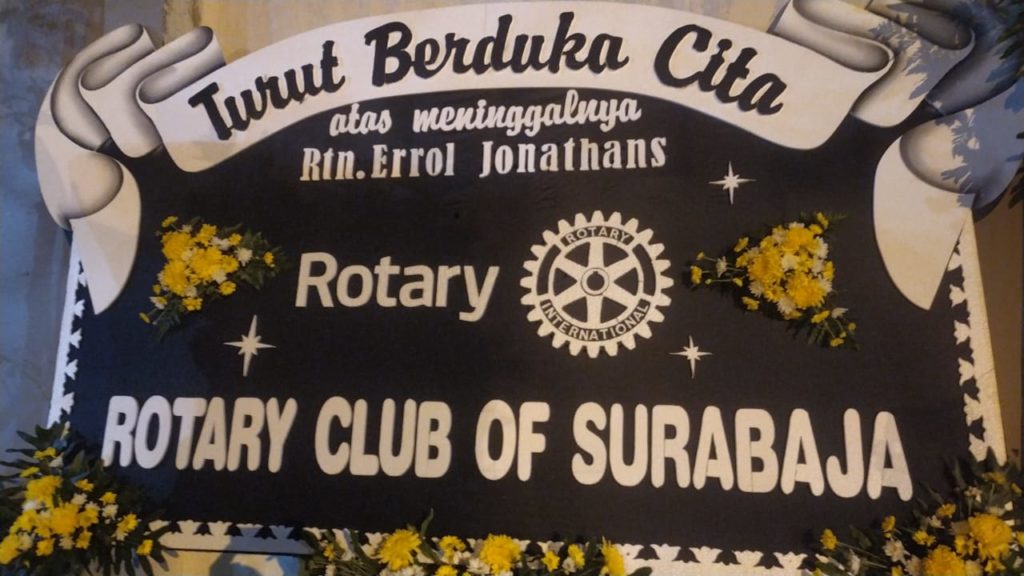 Turut Berduka Cita
atas meninggalnya
Rtn. Errol Jonathans
Rotary
ROTARY
INTERNATIONAL
ROTARY CLUB OF SURABAJA